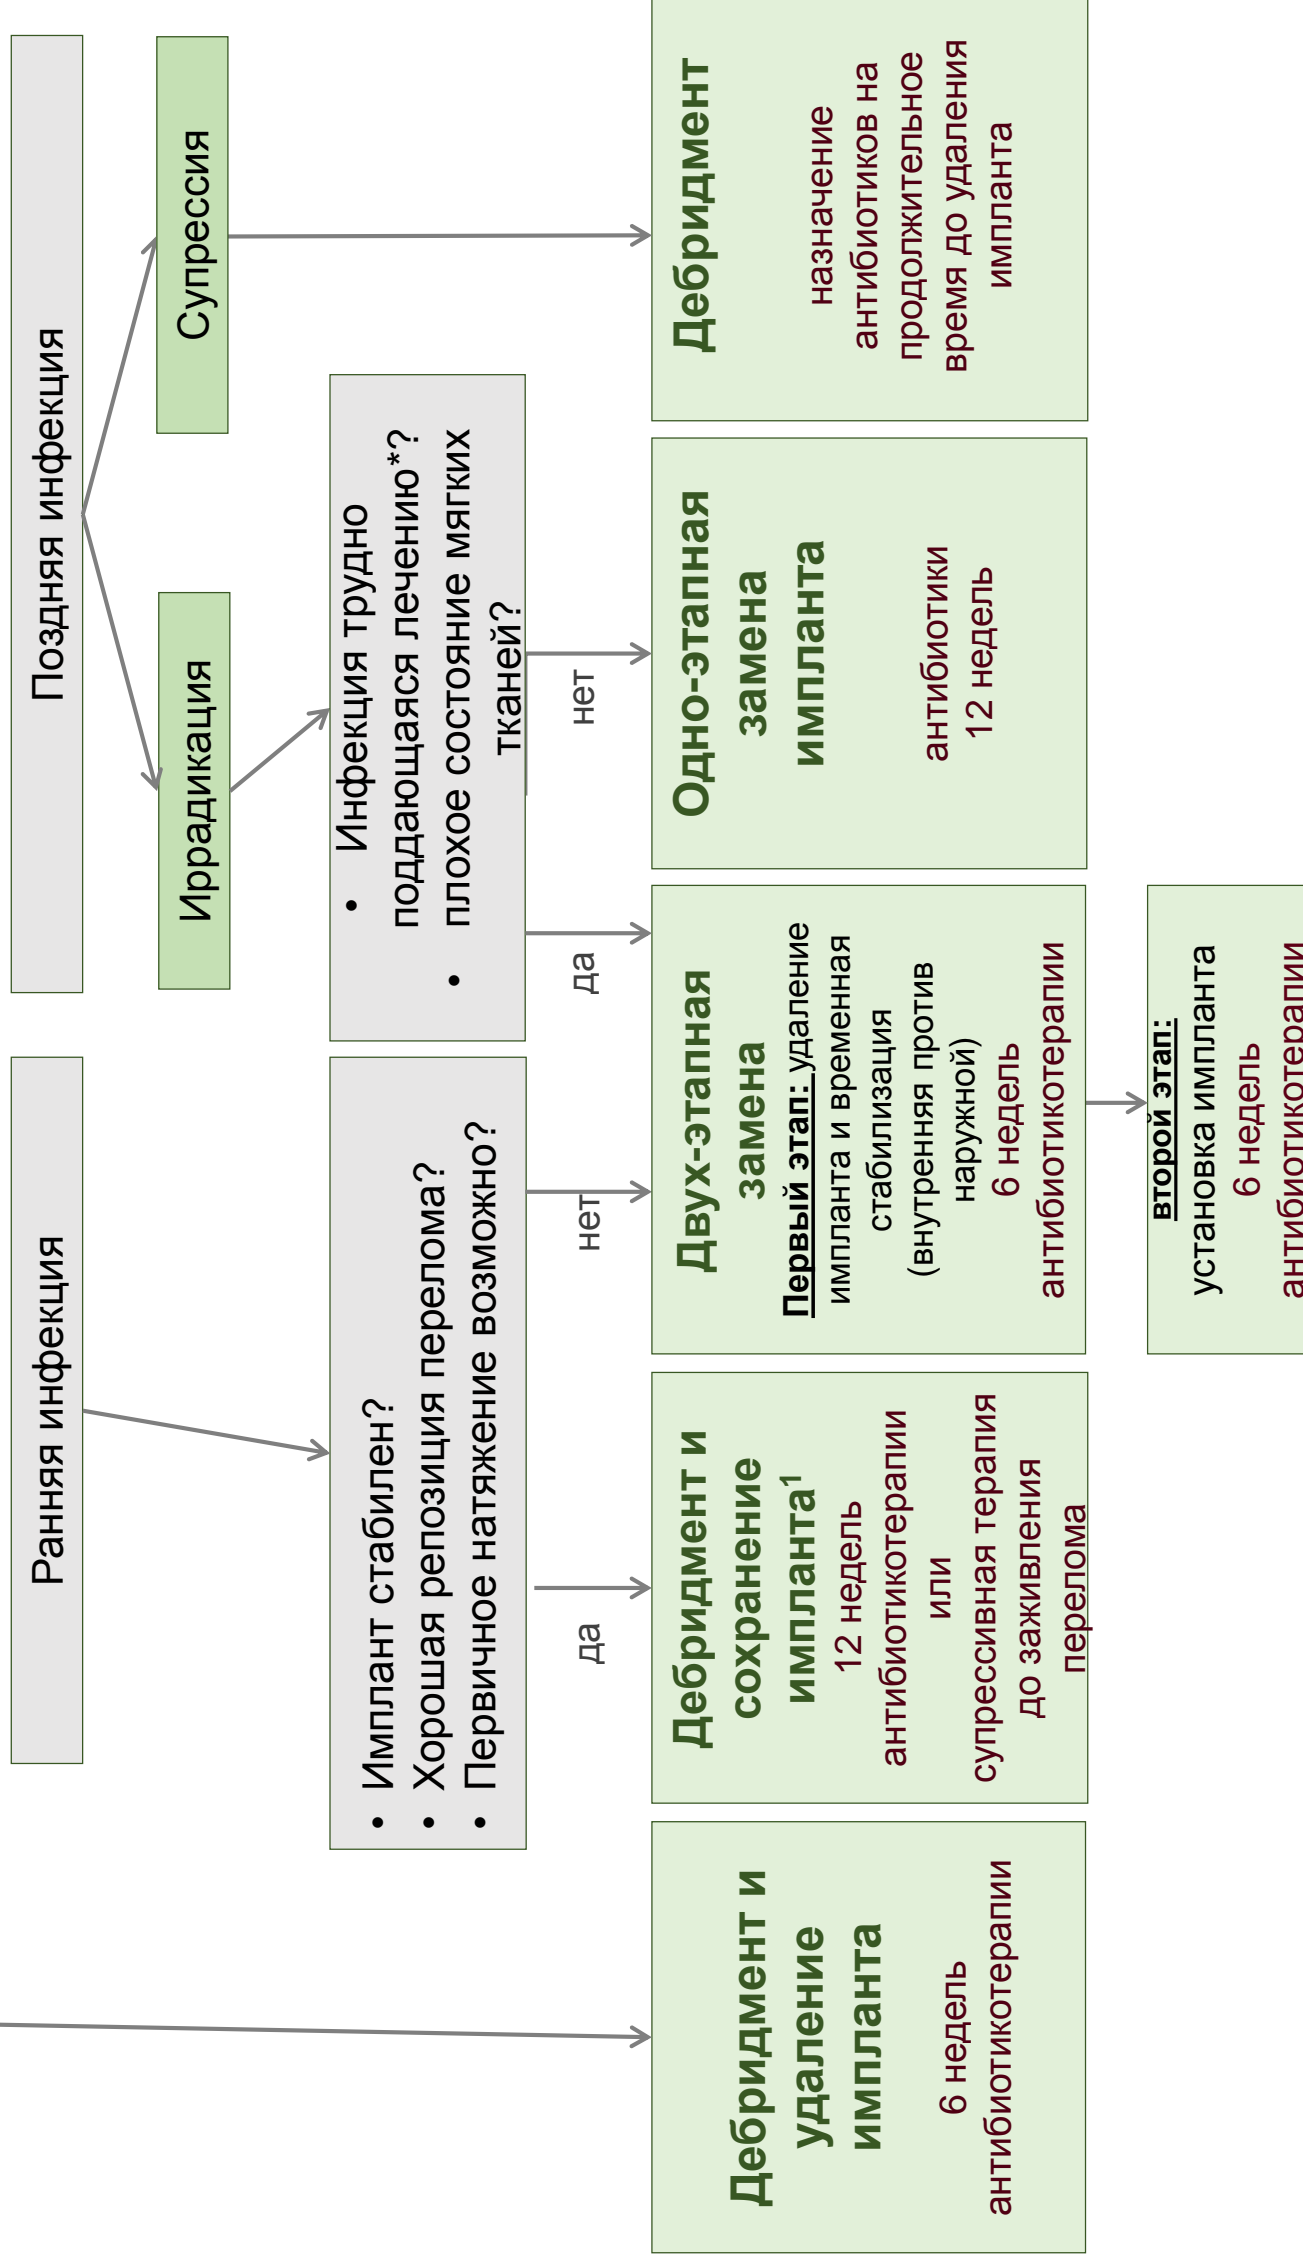 Ранняя инфекция
Поздняя инфекция
Иррадикация
Супрессия
• Имплант стабилен?
• Хорошая репозиция перелома?
• Первичное натяжение возможно?
• Инфекция трудно
поддающаяся лечению*?
• плохое состояние мягких
тканей?
да
нет
да
нет
Дебридмент и
удаление
импланта
6 недель
антибиотикотерапии
Дебридмент и
сохранение
импланта¹
12 недель
антибиотикотерапии
или
супрессивная терапия
до заживления
перелома
Двух-этапная
замена
Первый этап: удаление
импланта и временная
стабилизация
(внутренняя против
наружной)
6 недель
антибиотикотерапии
Одно-этапная
замена
импланта
антибиотики
12 недель
Дебридмент
назначение
антибиотиков на
продолжительное
время до удаления
импланта
второй этап:
установка импланта
6 недель
антибиотикотерапии